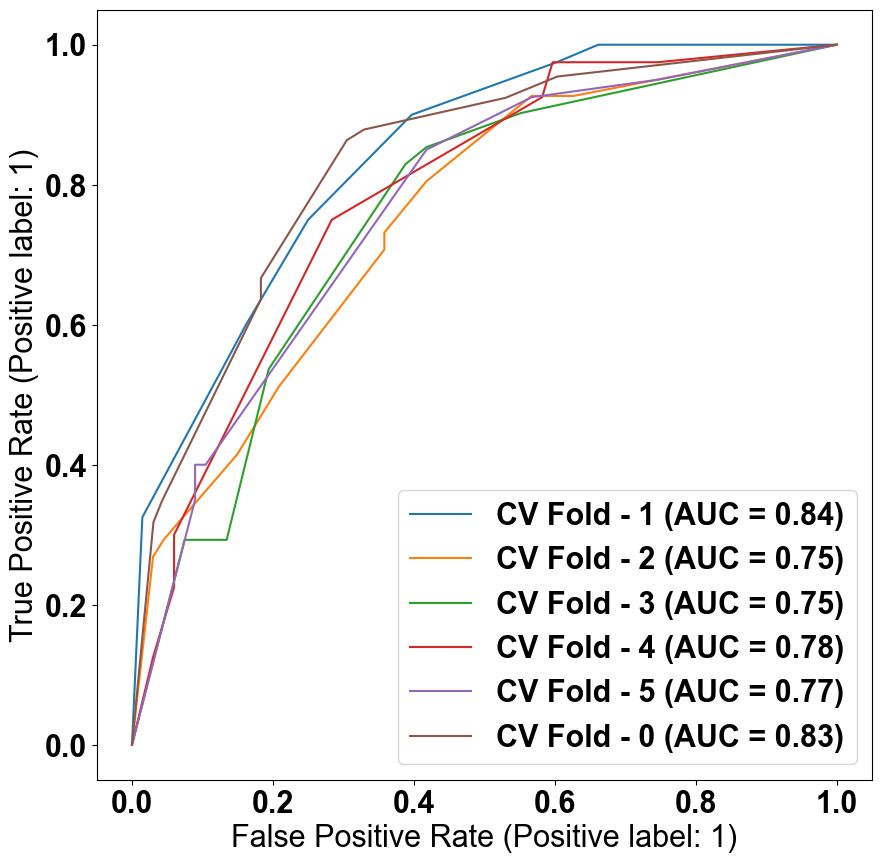 True Positive Rate (Positive label: 1)
1.0
0.8
0.6
0.4
0.2
0.0
CV Fold - 1 (AUC = 0.84)
CV Fold - 2 (AUC = 0.75)
CV Fold - 3 (AUC = 0.75)
CV Fold - 4 (AUC = 0.78)
CV Fold - 5 (AUC = 0.77)
CV Fold - 0 (AUC = 0.83)
0.0 0.2 0.4 0.6 0.8 1.0
False Positive Rate (Positive label: 1)